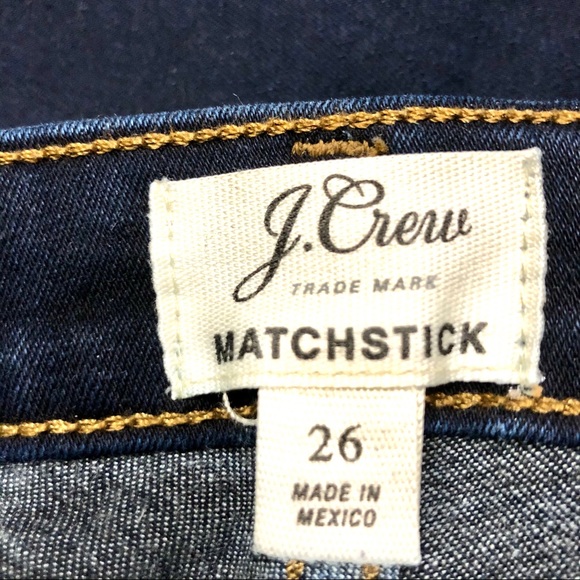 J.Crew
TRADE MARK
MATCHSTICK
26
MADE IN
MEXICO